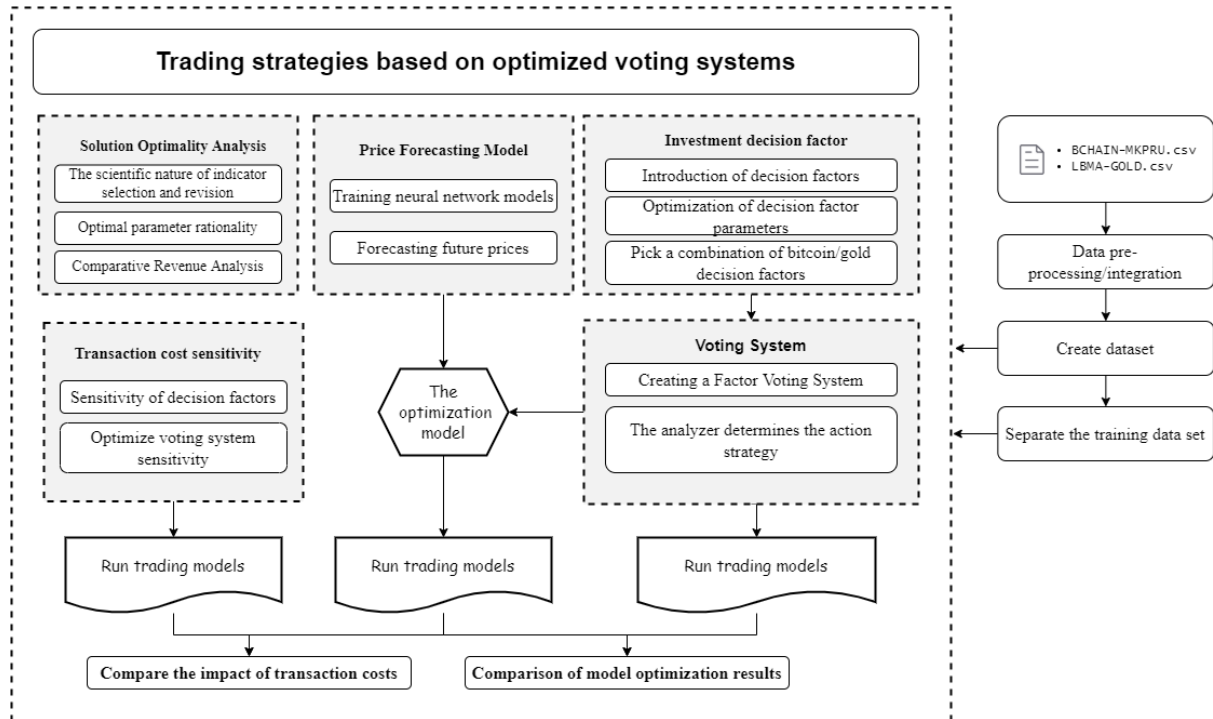 Trading strategies based on optimized voting systems
Solution Optimality Analysis
The scientific nature of indicator
selection and revision
Optimal parameter rationality
Comparative Revenue Analysis
Price Forecasting Model
Training neural network models
Forecasting future prices
Investment decision factor
Introduction of decision factors
Optimization of decision factor
parameters
Pick a combination of bitcoin/gold
decision factors
• BCHAIN-MKPRU.csv
• LBMA-GOLD.csv
Data pre-
processing/integration
Create dataset
Separate the training data set
Transaction cost sensitivity
Sensitivity of decision factors
Optimize voting system
sensitivity
The
optimization
model
Voting System
Creating a Factor Voting System
The analyzer determines the action
strategy
Run trading models
Run trading models
Run trading models
Compare the impact of transaction costs
Comparison of model optimization results